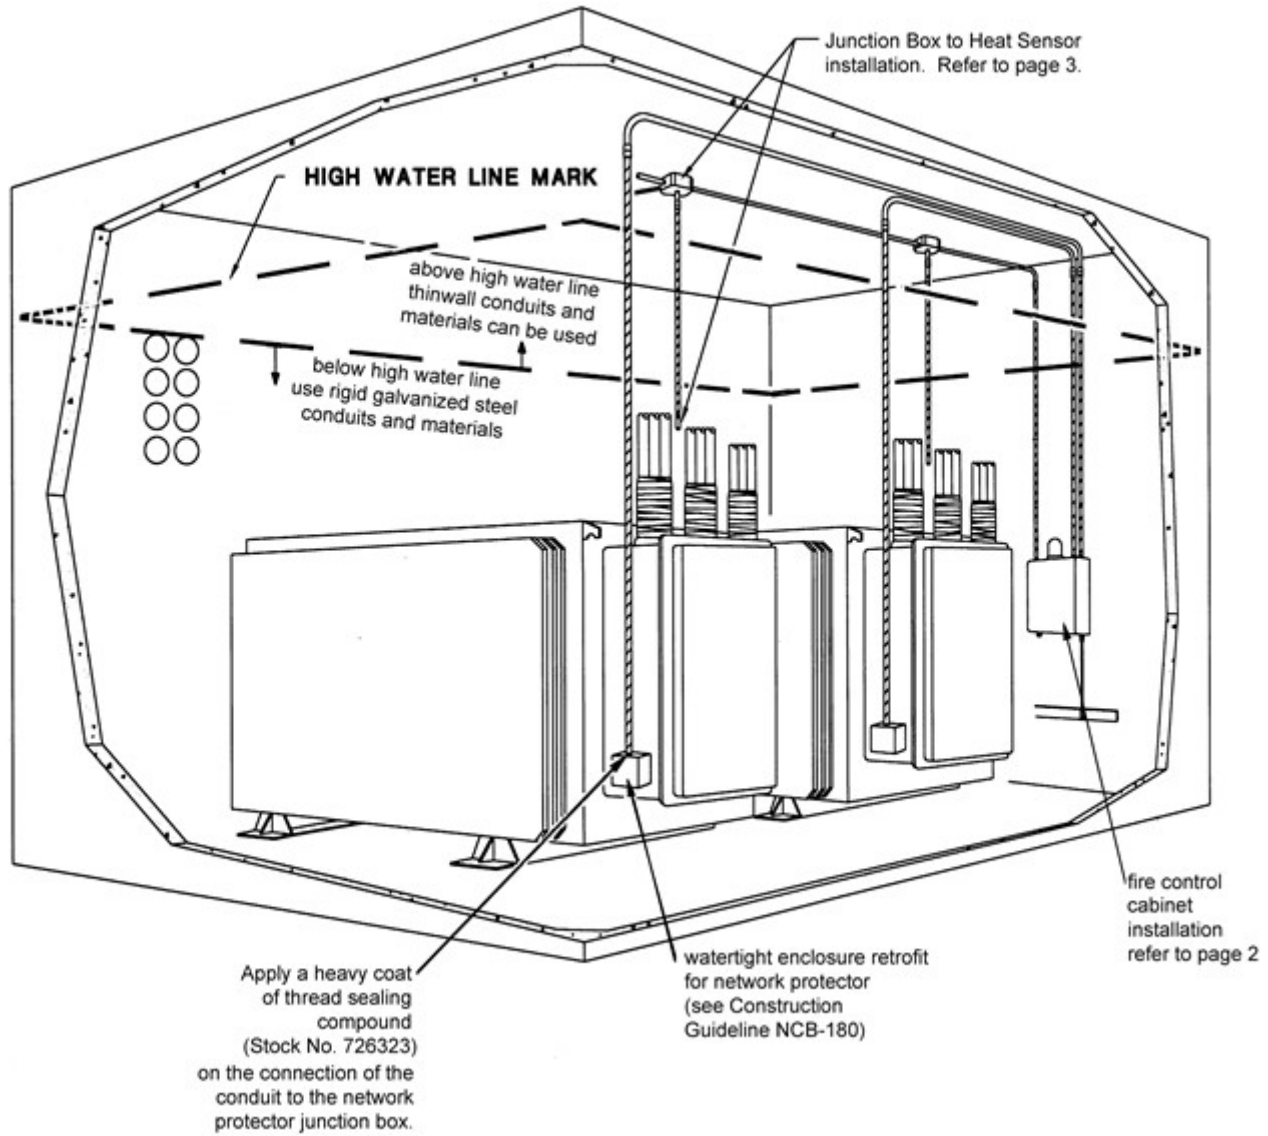 Junction Box to Heat Sensor
installation. Refer to page 3.
HIGH WATER LINE MARK
above high water line
thinwall conduits and
materials can be used
below high water line
use rigid galvanized steel
conduits and materials
fire control
cabinet
installation
refer to page 2
watertight enclosure retrofit
for network protector
(see Construction
Guideline NCB-180)
Apply a heavy coat
of thread sealing
compound
(Stock No. 726323)
on the connection of the
conduit to the network
protector junction box.